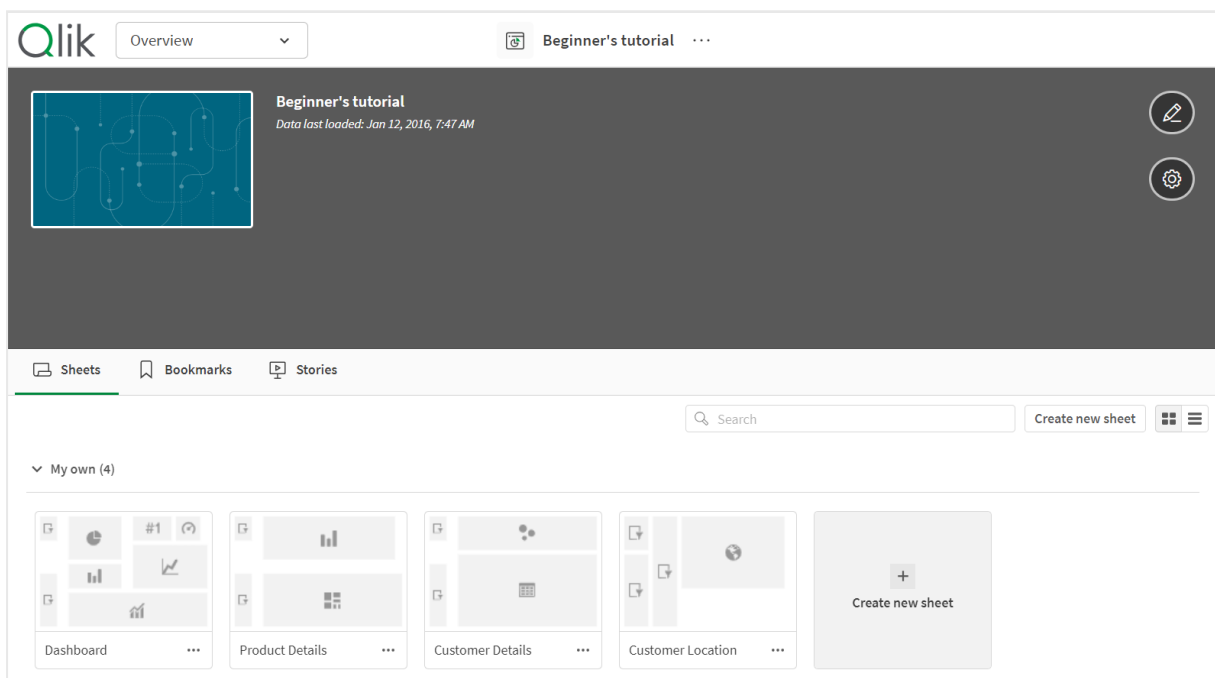 Qlik Overview Beginner's tutorial ...
Beginner's tutorial
Data last loaded: Jan 12, 2016, 7:47 AM
Sheets Bookmarks Stories
Search Create new sheet
My own (4)
#1
+
Create new sheet
Dashboard ... Product Details ... Customer Details ... Customer Location ...